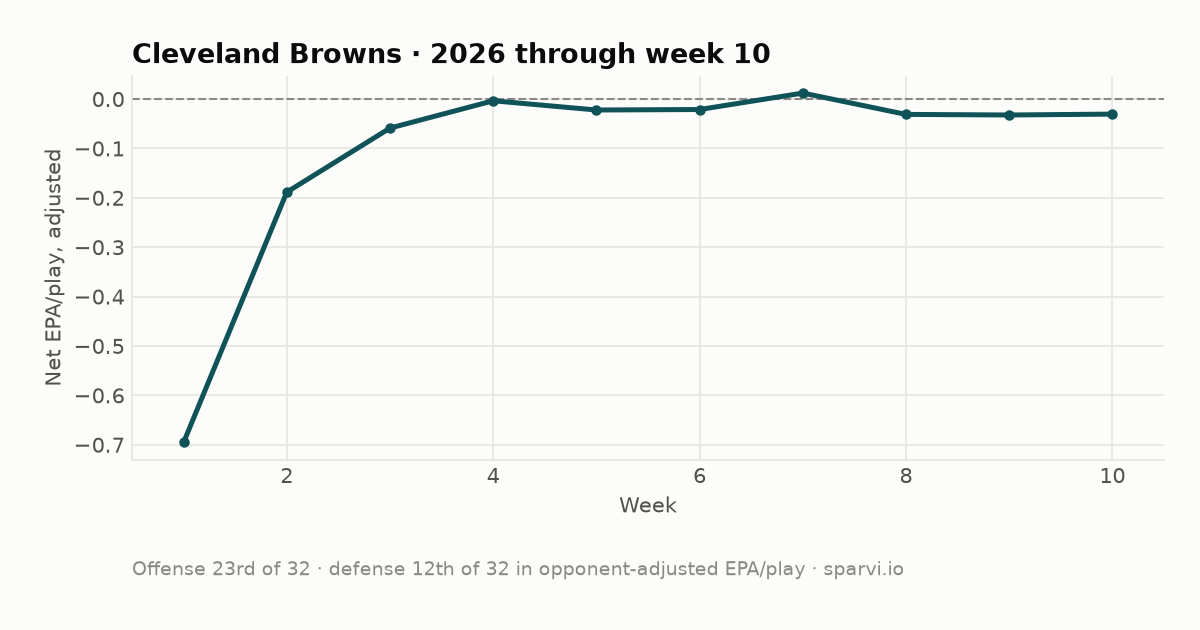 Cleveland Browns · 2026 through week 10
Net EPA/play, adjusted
0.0
−0.1
−0.2
−0.3
−0.4
−0.5
−0.6
−0.7
2 4 6 8 10
Week
Offense 23rd of 32 · defense 12th of 32 in opponent-adjusted EPA/play · sparvi.io